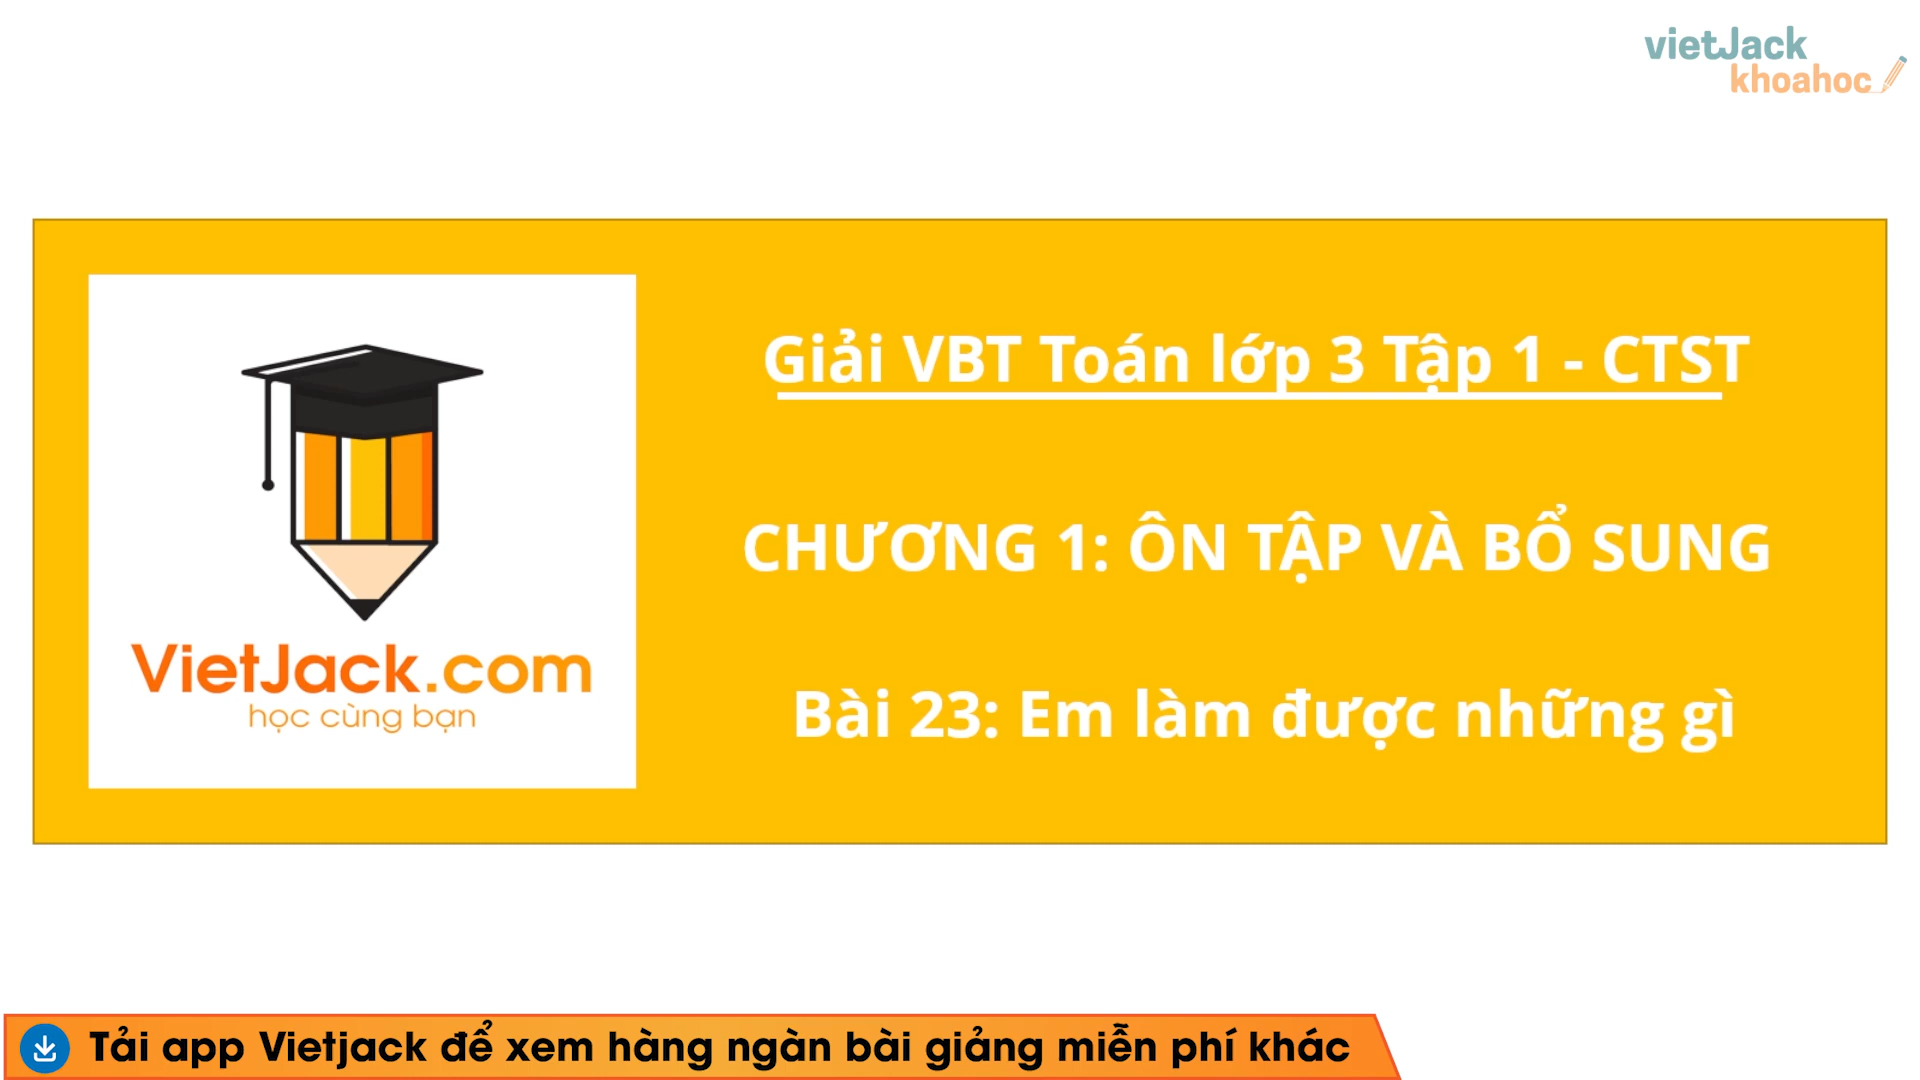 vietJack
khoahoc
Giải VBT Toán lớp 3 Tập 1 - CTST
CHƯƠNG 1: ÔN TẬP VÀ BỔ SUNG
Bài 23: Em làm được những gì
VietJack.com
học cùng bạn
Tải app Vietjack để xem hàng ngàn bài giảng miễn phí khác